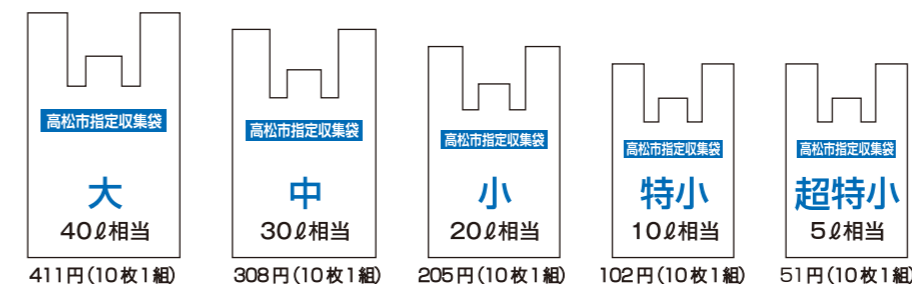 高松市指定収集袋
大
40ℓ相当
411円(10枚1組)
高松市指定収集袋
中
30ℓ相当
308円(10枚1組)
高松市指定収集袋
小
20ℓ相当
205円(10枚1組)
高松市指定収集袋
特小
10ℓ相当
102円(10枚1組)
高松市指定収集袋
超特小
5ℓ相当
51円(10枚1組)